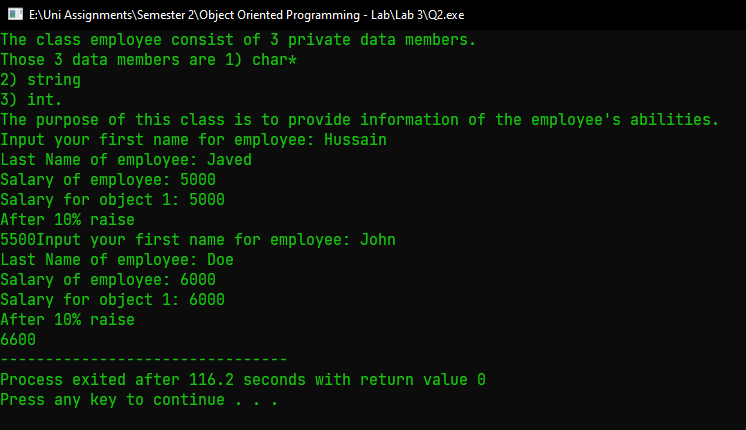 E:\Uni Assignments\Semester 2\Object Oriented Programming - Lab\Lab 3\Q2.exe
The class employee consist of 3 private data members.
Those 3 data members are 1) char*
2) string
3) int.
The purpose of this class is to provide information of the employee's abilities.
Input your first name for employee: Hussain
Last Name of employee: Javed
Salary of employee: 5000
Salary for object 1: 5000
After 10% raise
5500Input your first name for employee: John
Last Name of employee: Doe
Salary of employee: 6000
Salary for object 1: 6000
After 10% raise
6600
--------------------------------
Process exited after 116.2 seconds with return value 0
Press any key to continue . . .